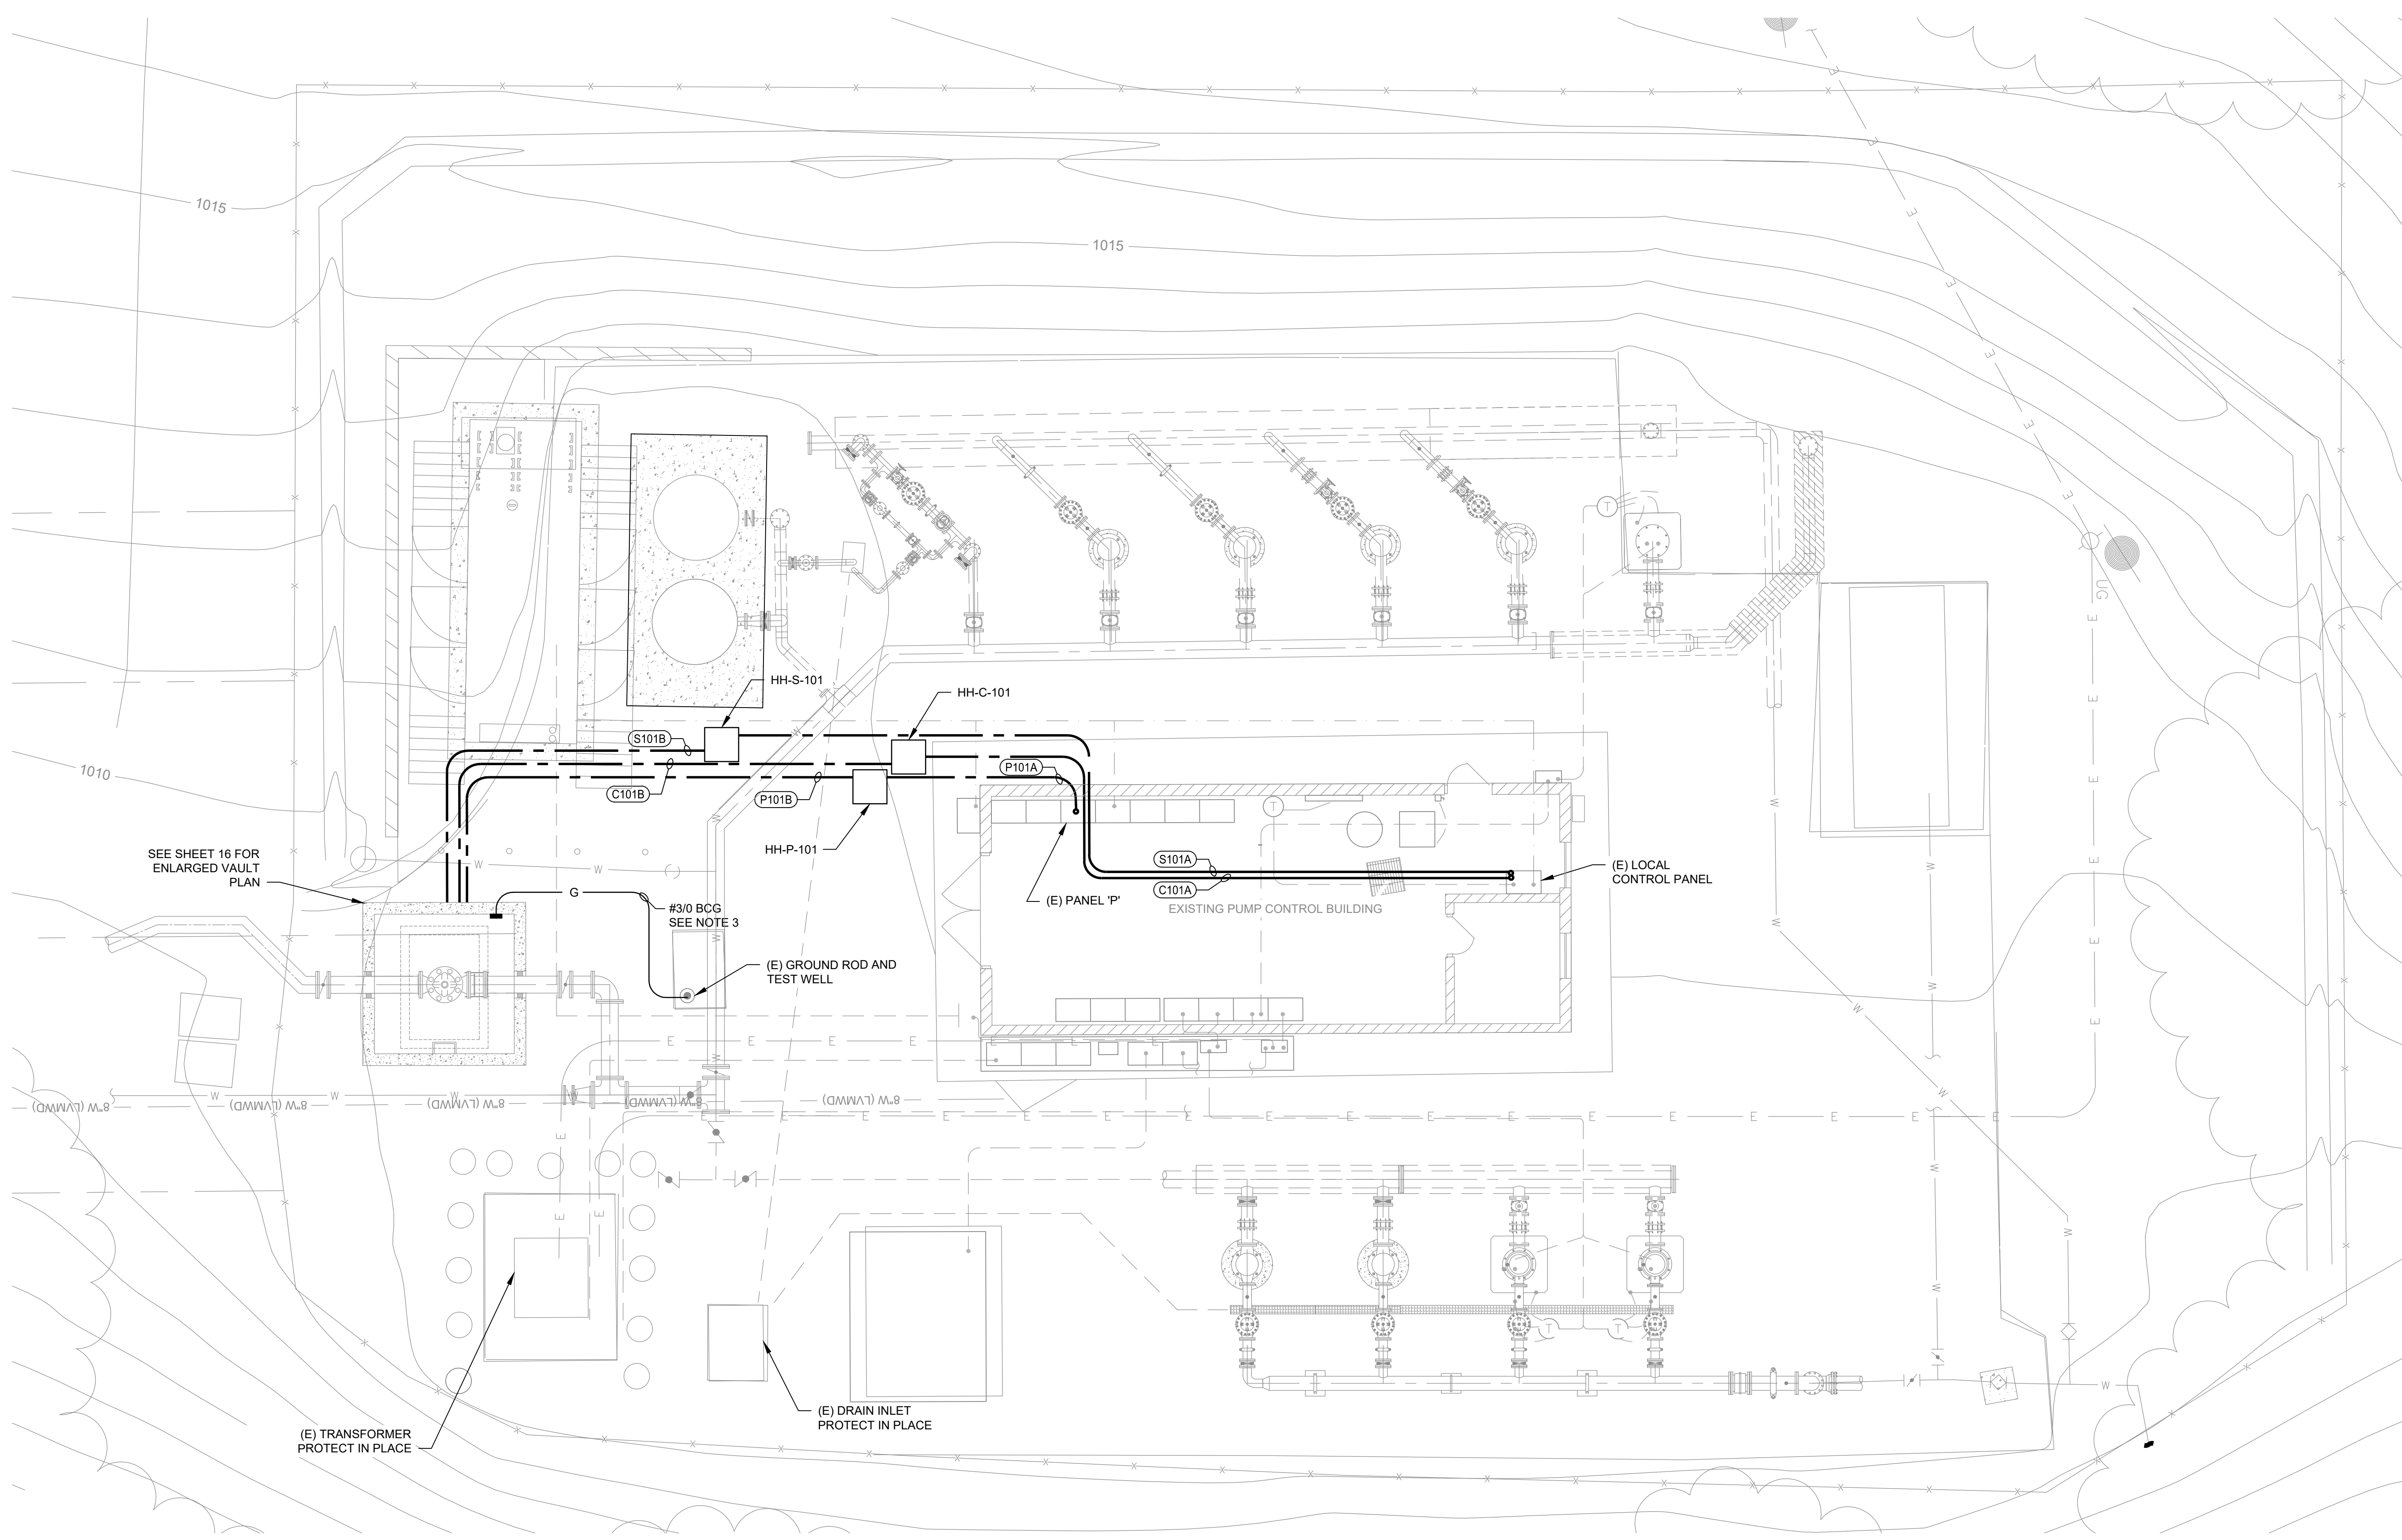 1015
1015
HH-S-101
HH-C-101
S101B
P101A
1010
C101B
P101B
HH-P-101
SEE SHEET 16 FOR
ENLARGED VAULT
PLAN
S101A
C101A
(E) LOCAL
CONTROL PANEL
(E) PANEL 'P'
EXISTING PUMP CONTROL BUILDING
G
#3/0 BCG
SEE NOTE 3
(E) GROUND ROD AND
TEST WELL
8"W (LVMWD)
8"W (LVMWD)
8"W (LVMWD)
8"W (LVMWD)
8"W (LVMWD)
UG
(E) DRAIN INLET
PROTECT IN PLACE
(E) TRANSFORMER
PROTECT IN PLACE